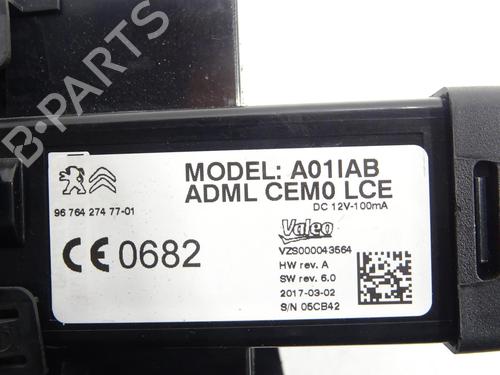 MODEL: A01IAB
ADML CEM0 LCE
DC 12V-100mA
96 764 274 77-01
CE 0682
Valeo
VZS000043564
HW rev. A
SW rev. 6.0
2017-03-02
S/N 05CB42